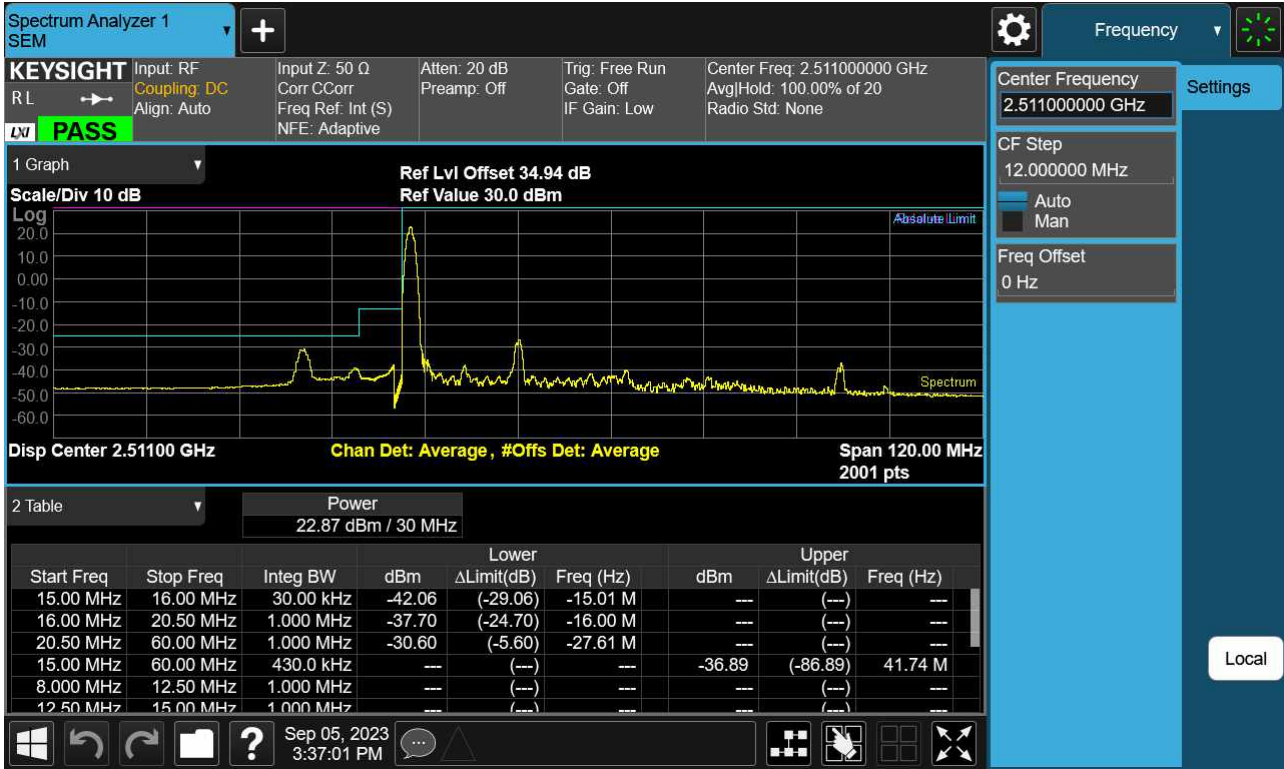 Spectrum Analyzer 1
SEM
+
Frequency
KEYSIGHT
RL
LXI PASS
Input: RF
Coupling: DC
Align: Auto
Input Z: 50 Ω
Corr CCorr
Freq Ref: Int (S)
NFE: Adaptive
Atten: 20 dB
Preamp: Off
Trig: Free Run
Gate: Off
IF Gain: Low
Center Freq: 2.511000000 GHz
Avg|Hold: 100.00% of 20
Radio Std: None
Center Frequency
2.511000000 GHz
Settings
CF Step
12.000000 MHz
Auto
Man
Freq Offset
0 Hz
Local
1 Graph
Scale/Div 10 dB
Ref Lvl Offset 34.94 dB
Ref Value 30.0 dBm
Log
20.0
10.0
0.00
-10.0
-20.0
-30.0
-40.0
-50.0
-60.0
Absolute Limit
Spectrum
Disp Center 2.51100 GHz
Chan Det: Average , #Offs Det: Average
Span 120.00 MHz
2001 pts
2 Table
Power
22.87 dBm / 30 MHz
Lower Upper
Start Freq Stop Freq Integ BW dBm ΔLimit(dB) Freq (Hz) dBm ΔLimit(dB) Freq (Hz)
15.00 MHz 16.00 MHz 30.00 kHz -42.06 (-29.06) -15.01 M --- (---) ---
16.00 MHz 20.50 MHz 1.000 MHz -37.70 (-24.70) -16.00 M --- (---) ---
20.50 MHz 60.00 MHz 1.000 MHz -30.60 (-5.60) -27.61 M --- (---) ---
15.00 MHz 60.00 MHz 430.0 kHz --- (---) --- -36.89 (-86.89) 41.74 M
8.000 MHz 12.50 MHz 1.000 MHz --- (---) --- --- (---) ---
12.50 MHz 15.00 MHz 1.000 MHz --- (---) --- --- (---) ---
?
Sep 05, 2023
3:37:01 PM